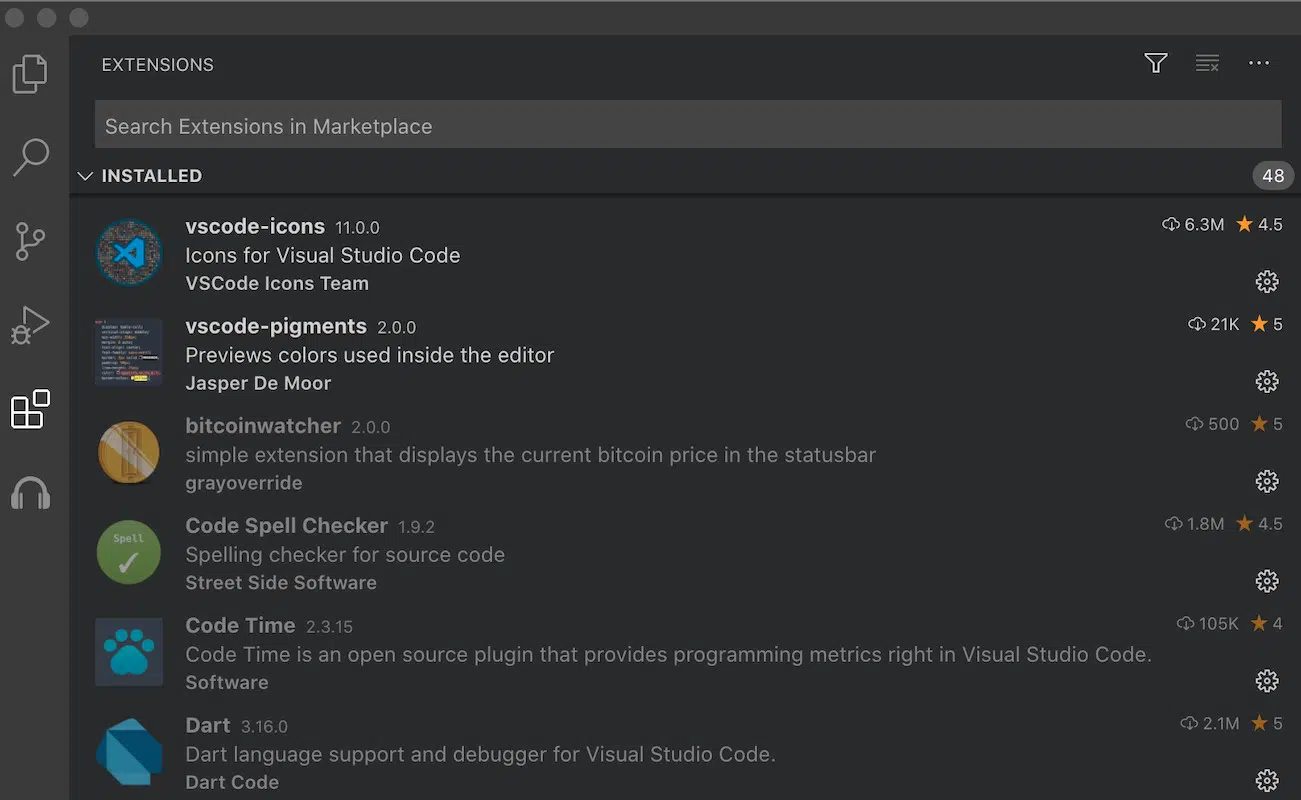 EXTENSIONS
Search Extensions in Marketplace
INSTALLED 48
vscode-icons 11.0.0 6.3M 4.5
Icons for Visual Studio Code
VSCode Icons Team
vscode-pigments 2.0.0 21K 5
Previews colors used inside the editor
Jasper De Moor
bitcoinwatcher 2.0.0 500 5
simple extension that displays the current bitcoin price in the statusbar
grayoverride
Code Spell Checker 1.9.2 1.8M 4.5
Spell
Spelling checker for source code
Street Side Software
Code Time 2.3.15 105K 4
Code Time is an open source plugin that provides programming metrics right in Visual Studio Code.
Software
Dart 3.16.0 2.1M 5
Dart language support and debugger for Visual Studio Code.
Dart Code